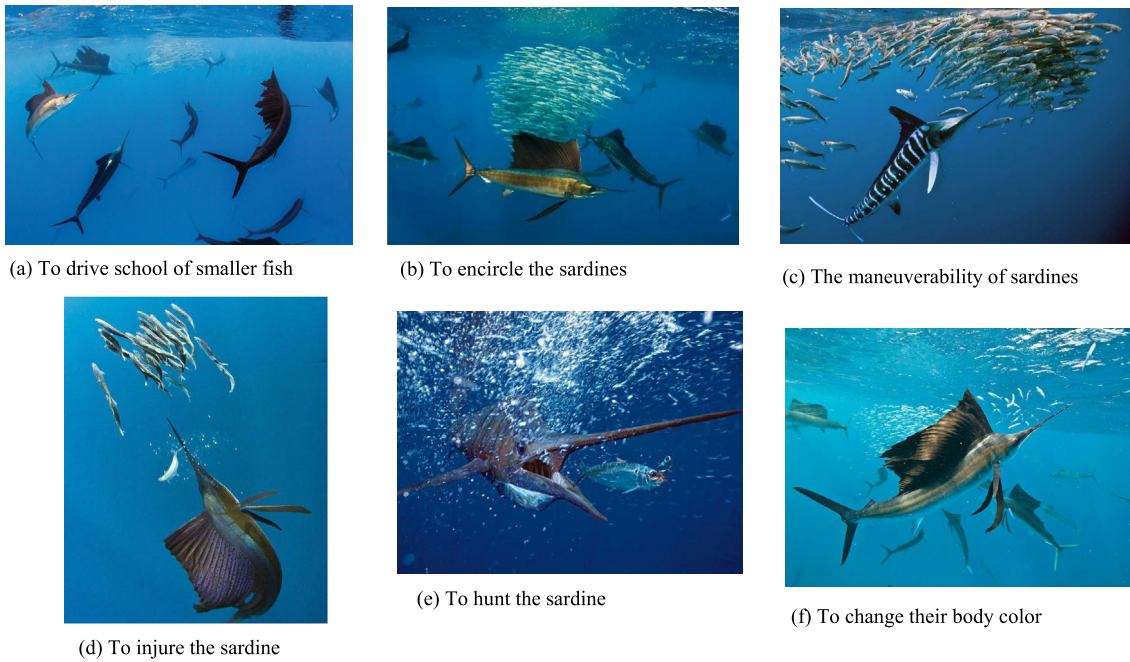 (a) To drive school of smaller fish
(b) To encircle the sardines
(c) The maneuverability of sardines
(d) To injure the sardine
(e) To hunt the sardine
(f) To change their body color